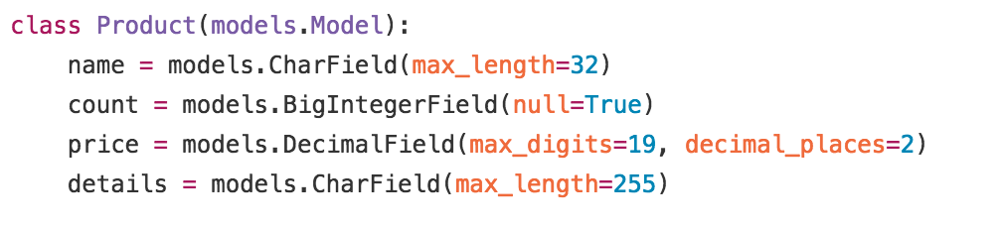 class Product(models.Model):
    name = models.CharField(max_length=32)
    count = models.BigIntegerField(null=True)
    price = models.DecimalField(max_digits=19, decimal_places=2)
    details = models.CharField(max_length=255)